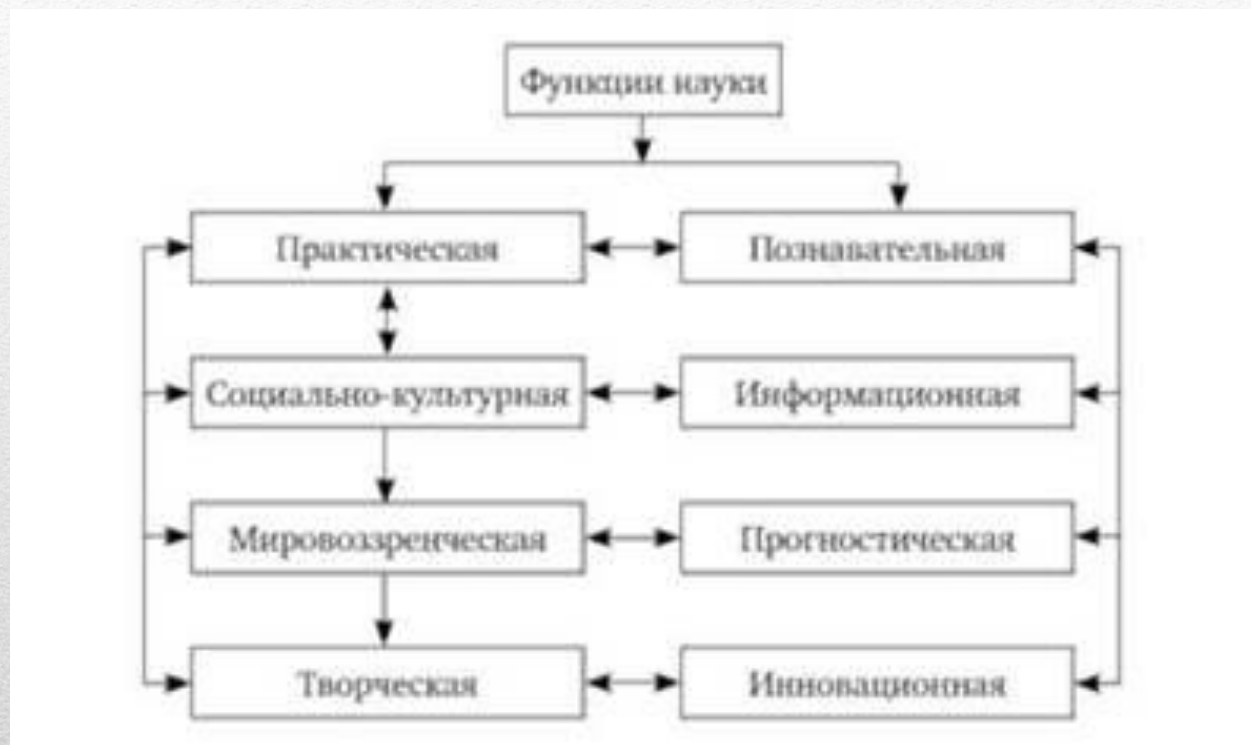 Функции науки
Практическая
Познавательная
Социально-культурная
Информационная
Мировоззренческая
Прогностическая
Творческая
Инновационная